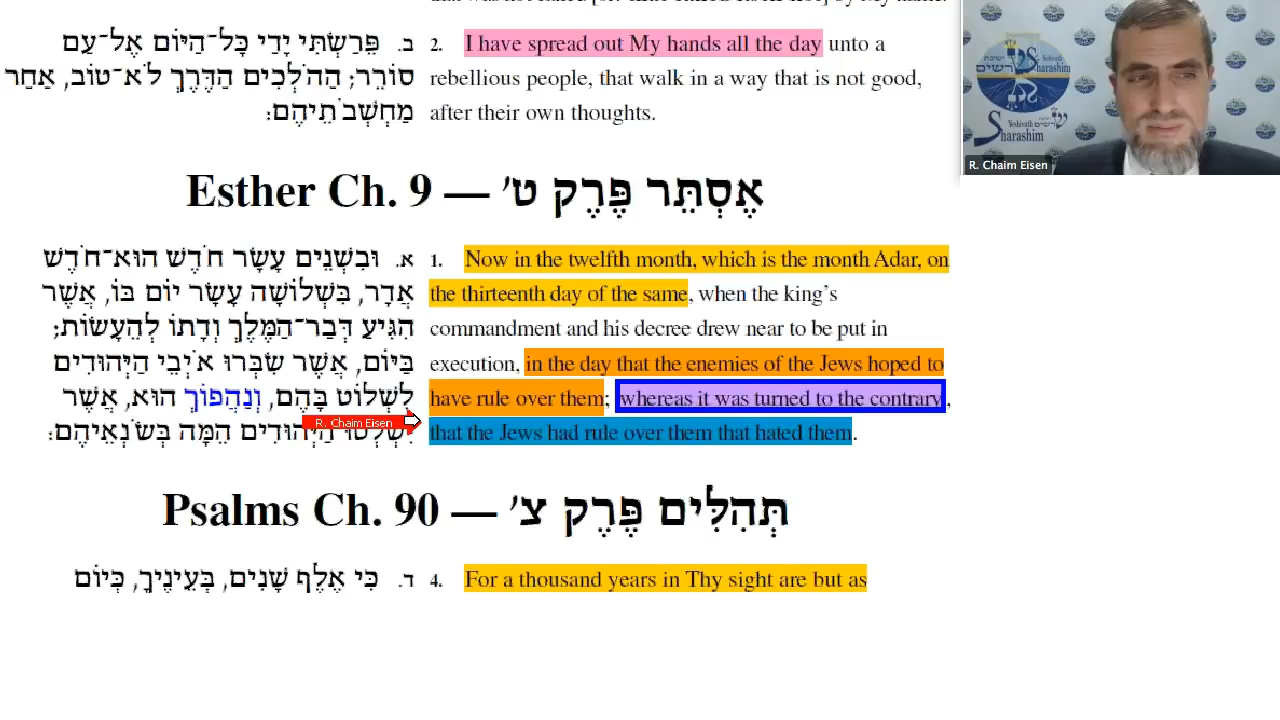 ב. פֵּרַשְׂתִּי יָדַי כָּל־הַיּוֹם אֶל־עַם
סוֹרֵר; הַהֹלְכִים הַדֶּרֶךְ לֹא־טוֹב, אַחַר
מַחְשְׁבֹתֵיהֶם:
2. I have spread out My hands all the day unto a
rebellious people, that walk in a way that is not good,
after their own thoughts.
Esther Ch. 9 — אֶסְתֵּר פֶּרֶק ט׳
א. וּבִשְׁנֵים עָשָׂר חֹדֶשׁ הוּא־חֹדֶשׁ
אֲדָר, בִּשְׁלוֹשָׁה עָשָׂר יוֹם בּוֹ, אֲשֶׁר
הִגִּיעַ דְּבַר־הַמֶּלֶךְ וְדָתוֹ לְהֵעָשׂוֹת;
בַּיּוֹם, אֲשֶׁר שִׂבְּרוּ אֹיְבֵי הַיְּהוּדִים
לִשְׁלוֹט בָּהֶם, וְנַהֲפוֹךְ הוּא, אֲשֶׁר
הַיְּהוּדִים הֵמָּה בְּשֹׂנְאֵיהֶם:
1. Now in the twelfth month, which is the month Adar, on
the thirteenth day of the same, when the king’s
commandment and his decree drew near to be put in
execution, in the day that the enemies of the Jews hoped to
have rule over them; whereas it was turned to the contrary,
that the Jews had rule over them that hated them.
R. Chaim Eisen
Psalms Ch. 90 — תְּהִלִּים פֶּרֶק צ׳
ד. כִּי אֶלֶף שָׁנִים, בְּעֵינֶיךָ, כְּיוֹם
4. For a thousand years in Thy sight are but as
Yeshivath
Sharashim
R. Chaim Eisen